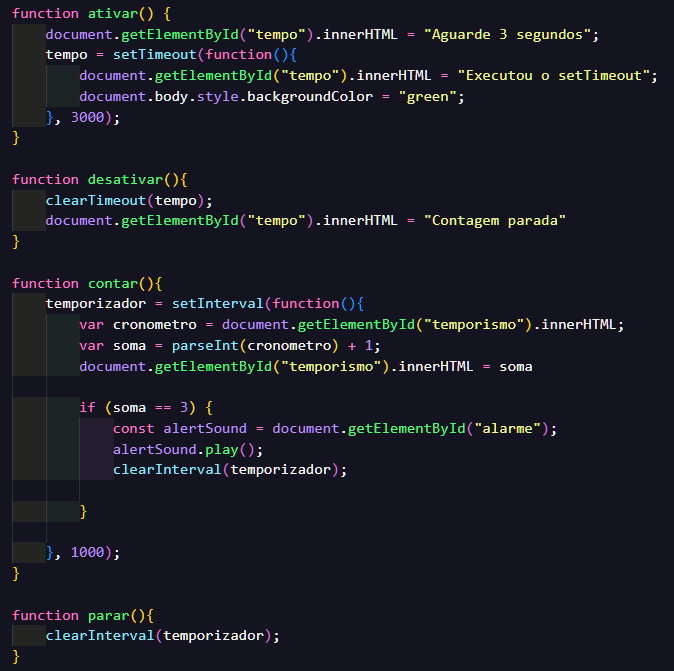 function ativar() {
document.getElementById("tempo").innerHTML = "Aguarde 3 segundos";
tempo = setTimeout(function(){
document.getElementById("tempo").innerHTML = "Executou o setTimeout";
document.body.style.backgroundColor = "green";
}, 3000);
}
function desativar(){
clearTimeout(tempo);
document.getElementById("tempo").innerHTML = "Contagem parada"
}
function contar(){
temporizador = setInterval(function(){
var cronometro = document.getElementById("temporismo").innerHTML;
var soma = parseInt(cronometro) + 1;
document.getElementById("temporismo").innerHTML = soma
if (soma == 3) {
const alertSound = document.getElementById("alarme");
alertSound.play();
clearInterval(temporizador);
}
}, 1000);
}
function parar(){
clearInterval(temporizador);
}